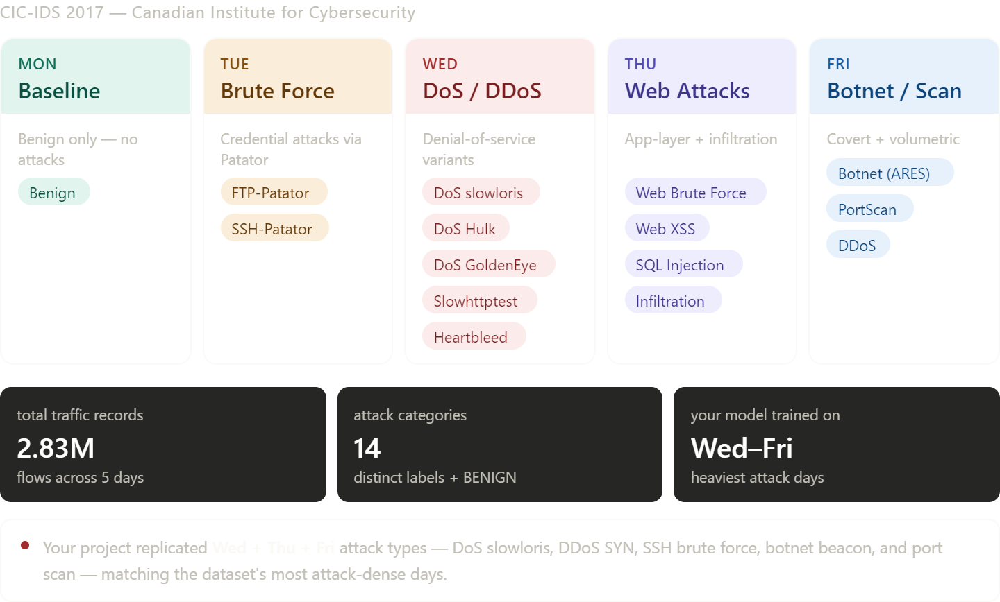 CIC-IDS 2017 — Canadian Institute for Cybersecurity
MON
Baseline
Benign only — no
attacks
Benign
TUE
Brute Force
Credential attacks via
Patator
FTP-Patator
SSH-Patator
WED
DoS / DDoS
Denial-of-service
variants
DoS slowloris
DoS Hulk
DoS GoldenEye
Slowhttptest
Heartbleed
THU
Web Attacks
App-layer + infiltration
Web Brute Force
Web XSS
SQL Injection
Infiltration
FRI
Botnet / Scan
Covert + volumetric
Botnet (ARES)
PortScan
DDoS
total traffic records
2.83M
flows across 5 days
attack categories
14
distinct labels + BENIGN
your model trained on
Wed–Fri
heaviest attack days
Your project replicated Wed + Thu + Fri attack types — DoS slowloris, DDoS SYN, SSH brute force, botnet beacon, and port
scan — matching the dataset's most attack-dense days.